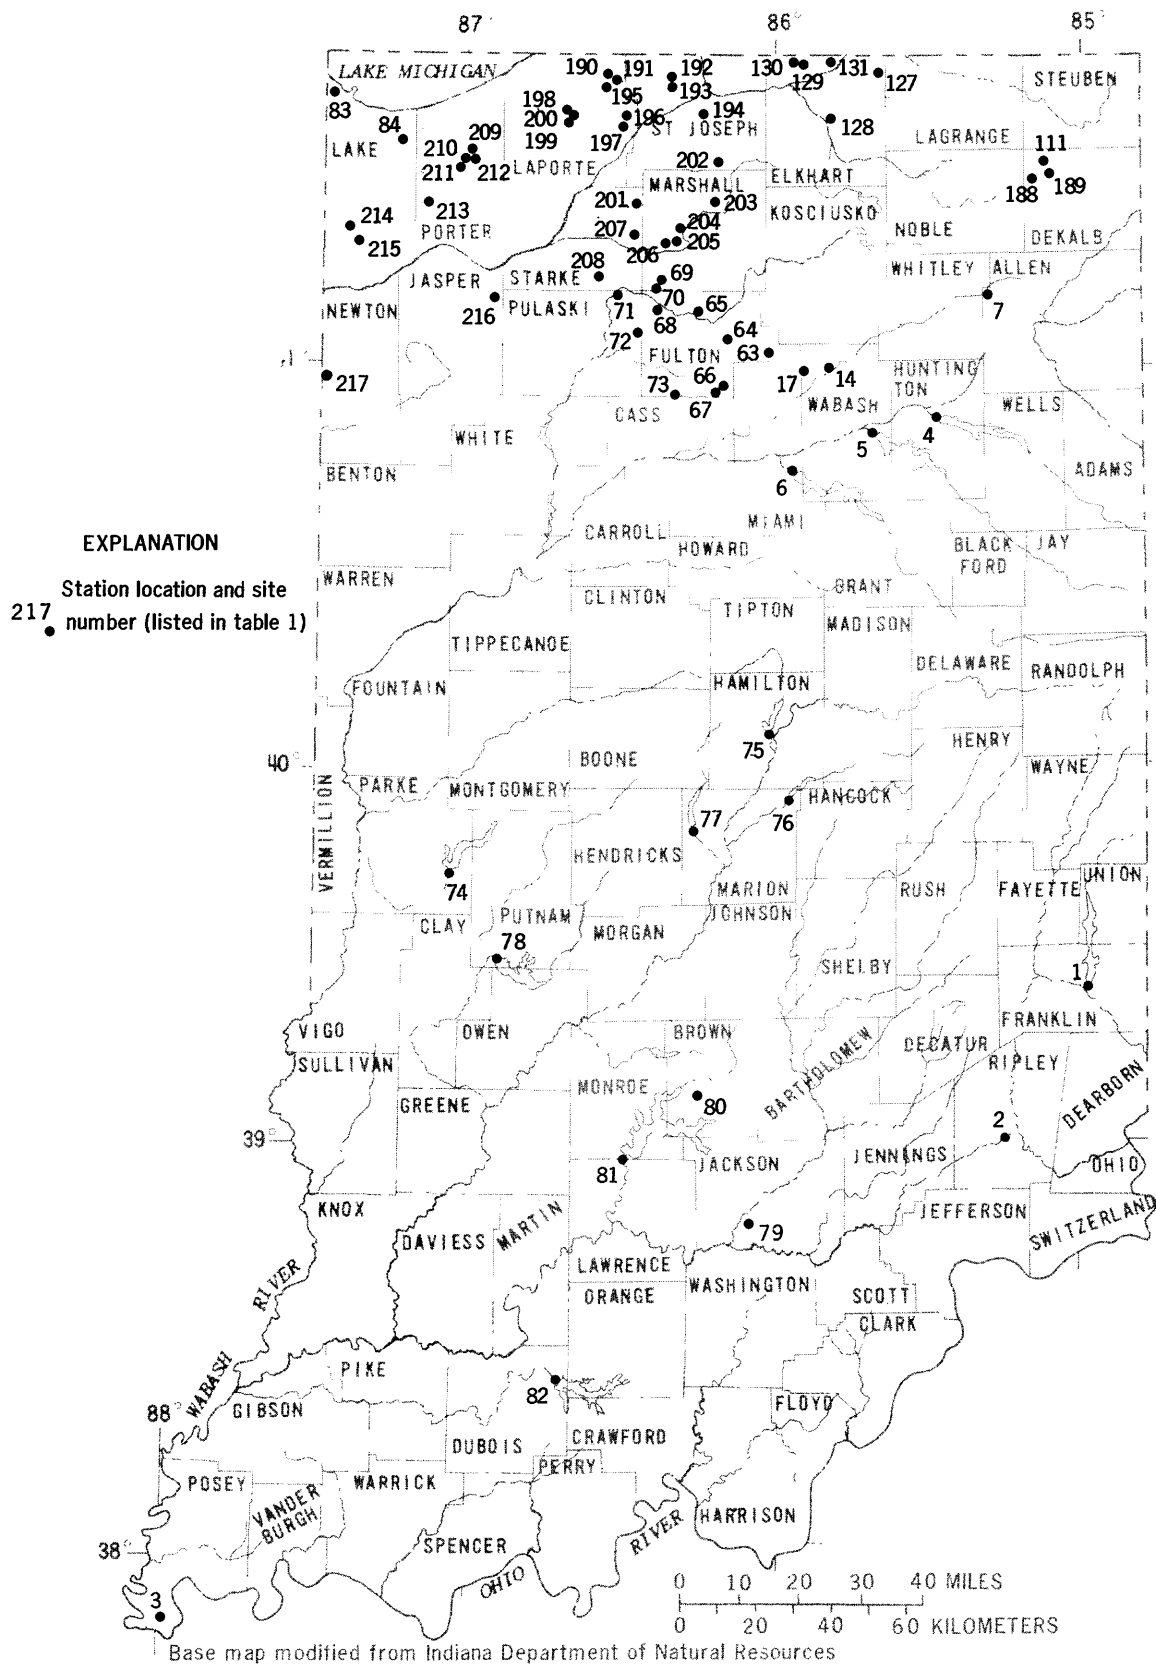 87°
86°
85°
LAKE MICHIGAN
190
191
192
130
129
131
127
STEUBEN
83
195
193
198
200
199
196
197
194
ST JOSEPH
128
LAGRANGE
84
LAKE
209
210
211
212
LAPORTE
111
188
189
202
MARSHALL
ELKHART
KOSCIUSKO
201
203
213
PORTER
214
215
207
204
205
206
NOBLE
DEKALB
208
JASPER
STARKE
69
WHITLEY
ALLEN
NEWTON
216
PULASKI
71
70
68
65
7
72
64
63
FULTON
217
73
66
67
17
14
HUNTING
TON
CASS
WABASH
WELLS
WHITE
5
4
BENTON
6
ADAMS
MIAMI
CARROLL
HOWARD
BLACK
FORD
JAY
EXPLANATION
Station location and site
217
number (listed in table 1)
WARREN
CLINTON
GRANT
TIPTON
MADISON
TIPPECANOE
DELAWARE
RANDOLPH
FOUNTAIN
HAMILTON
75
HENRY
40°
BOONE
WAYNE
PARKE
MONTGOMERY
HANCOCK
VERMILLION
77
76
HENDRICKS
74
MARION
RUSH
FAYETTE
UNION
CLAY
PUTNAM
JOHNSON
MORGAN
78
SHELBY
1
VIGO
OWEN
BROWN
FRANKLIN
SULLIVAN
DECATUR
RIPLEY
BARTHOLOMEW
MONROE
GREENE
80
DEARBORN
39°
2
81
JACKSON
JENNINGS
OHIO
KNOX
MARTIN
JEFFERSON
SWITZERLAND
DAVIESS
79
LAWRENCE
WASHINGTON
ORANGE
SCOTT
CLARK
WABASH RIVER
PIKE
82
88°
GIBSON
FLOYD
DUBOIS
CRAWFORD
PERRY
POSEY
WARRICK
VANDER
BURGH
HARRISON
38°
SPENCER
OHIO RIVER
3
0 10 20 30 40 MILES
0 20 40 60 KILOMETERS
Base map modified from Indiana Department of Natural Resources